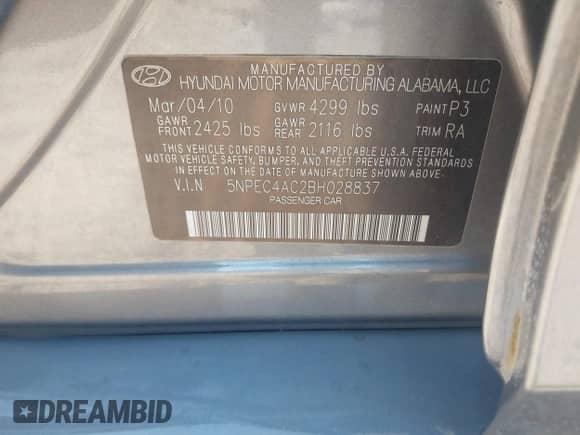 MANUFACTURED BY
HYUNDAI MOTOR MANUFACTURING ALABAMA, LLC
Mar/04/10 GVWR 4299 lbs PAINT P3
GAWR FRONT 2425 lbs GAWR REAR 2116 lbs TRIM RA
THIS VEHICLE CONFORMS TO ALL APPLICABLE U.S.A. FEDERAL
MOTOR VEHICLE SAFETY, BUMPER, AND THEFT PREVENTION STANDARDS
IN EFFECT ON THE DATE OF MANUFACTURE SHOWN ABOVE.
V.I.N 5NPEC4AC2BH028837
PASSENGER CAR
DREAMBID